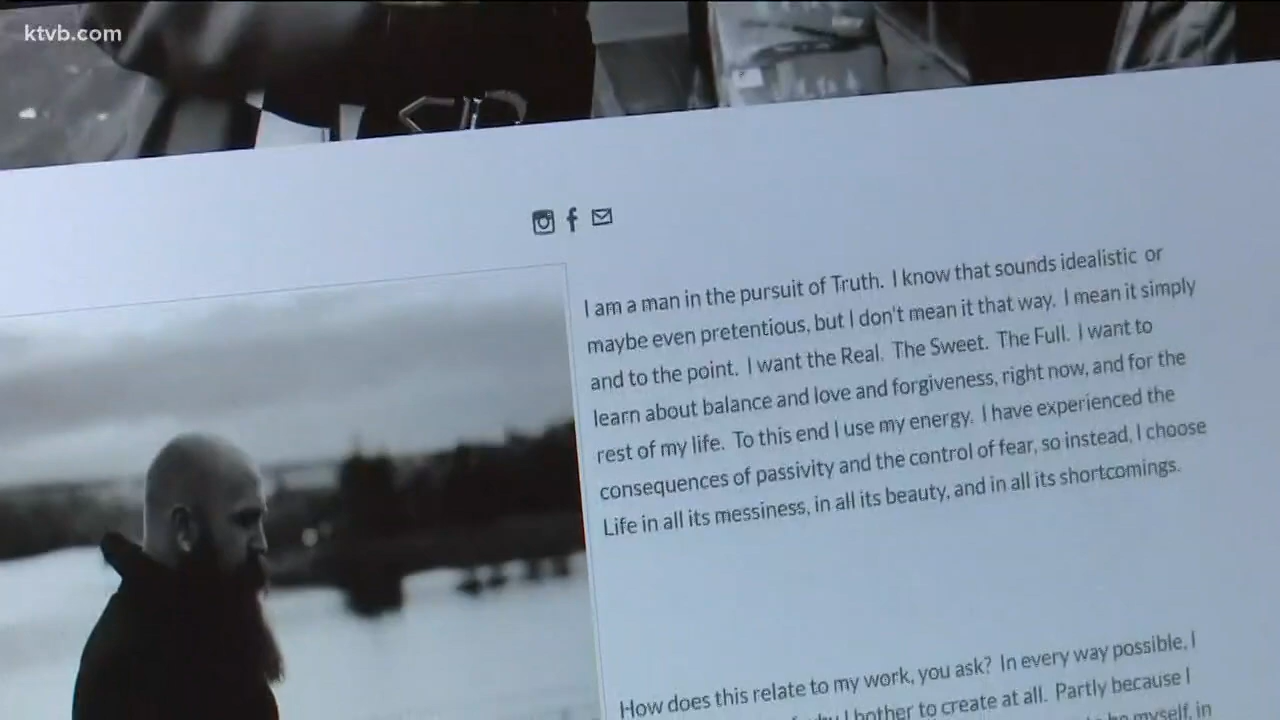 ktvb.com
I am a man in the pursuit of Truth. I know that sounds idealistic or
maybe even pretentious, but I don't mean it that way. I mean it simply
and to the point. I want the Real. The Sweet. The Full. I want to
learn about balance and love and forgiveness, right now, and for the
rest of my life. To this end I use my energy. I have experienced the
consequences of passivity and the control of fear, so instead, I choose
Life in all its messiness, in all its beauty, and in all its shortcomings.
How does this relate to my work, you ask? In every way possible, I
I bother to create at all. Partly because I
myself, in